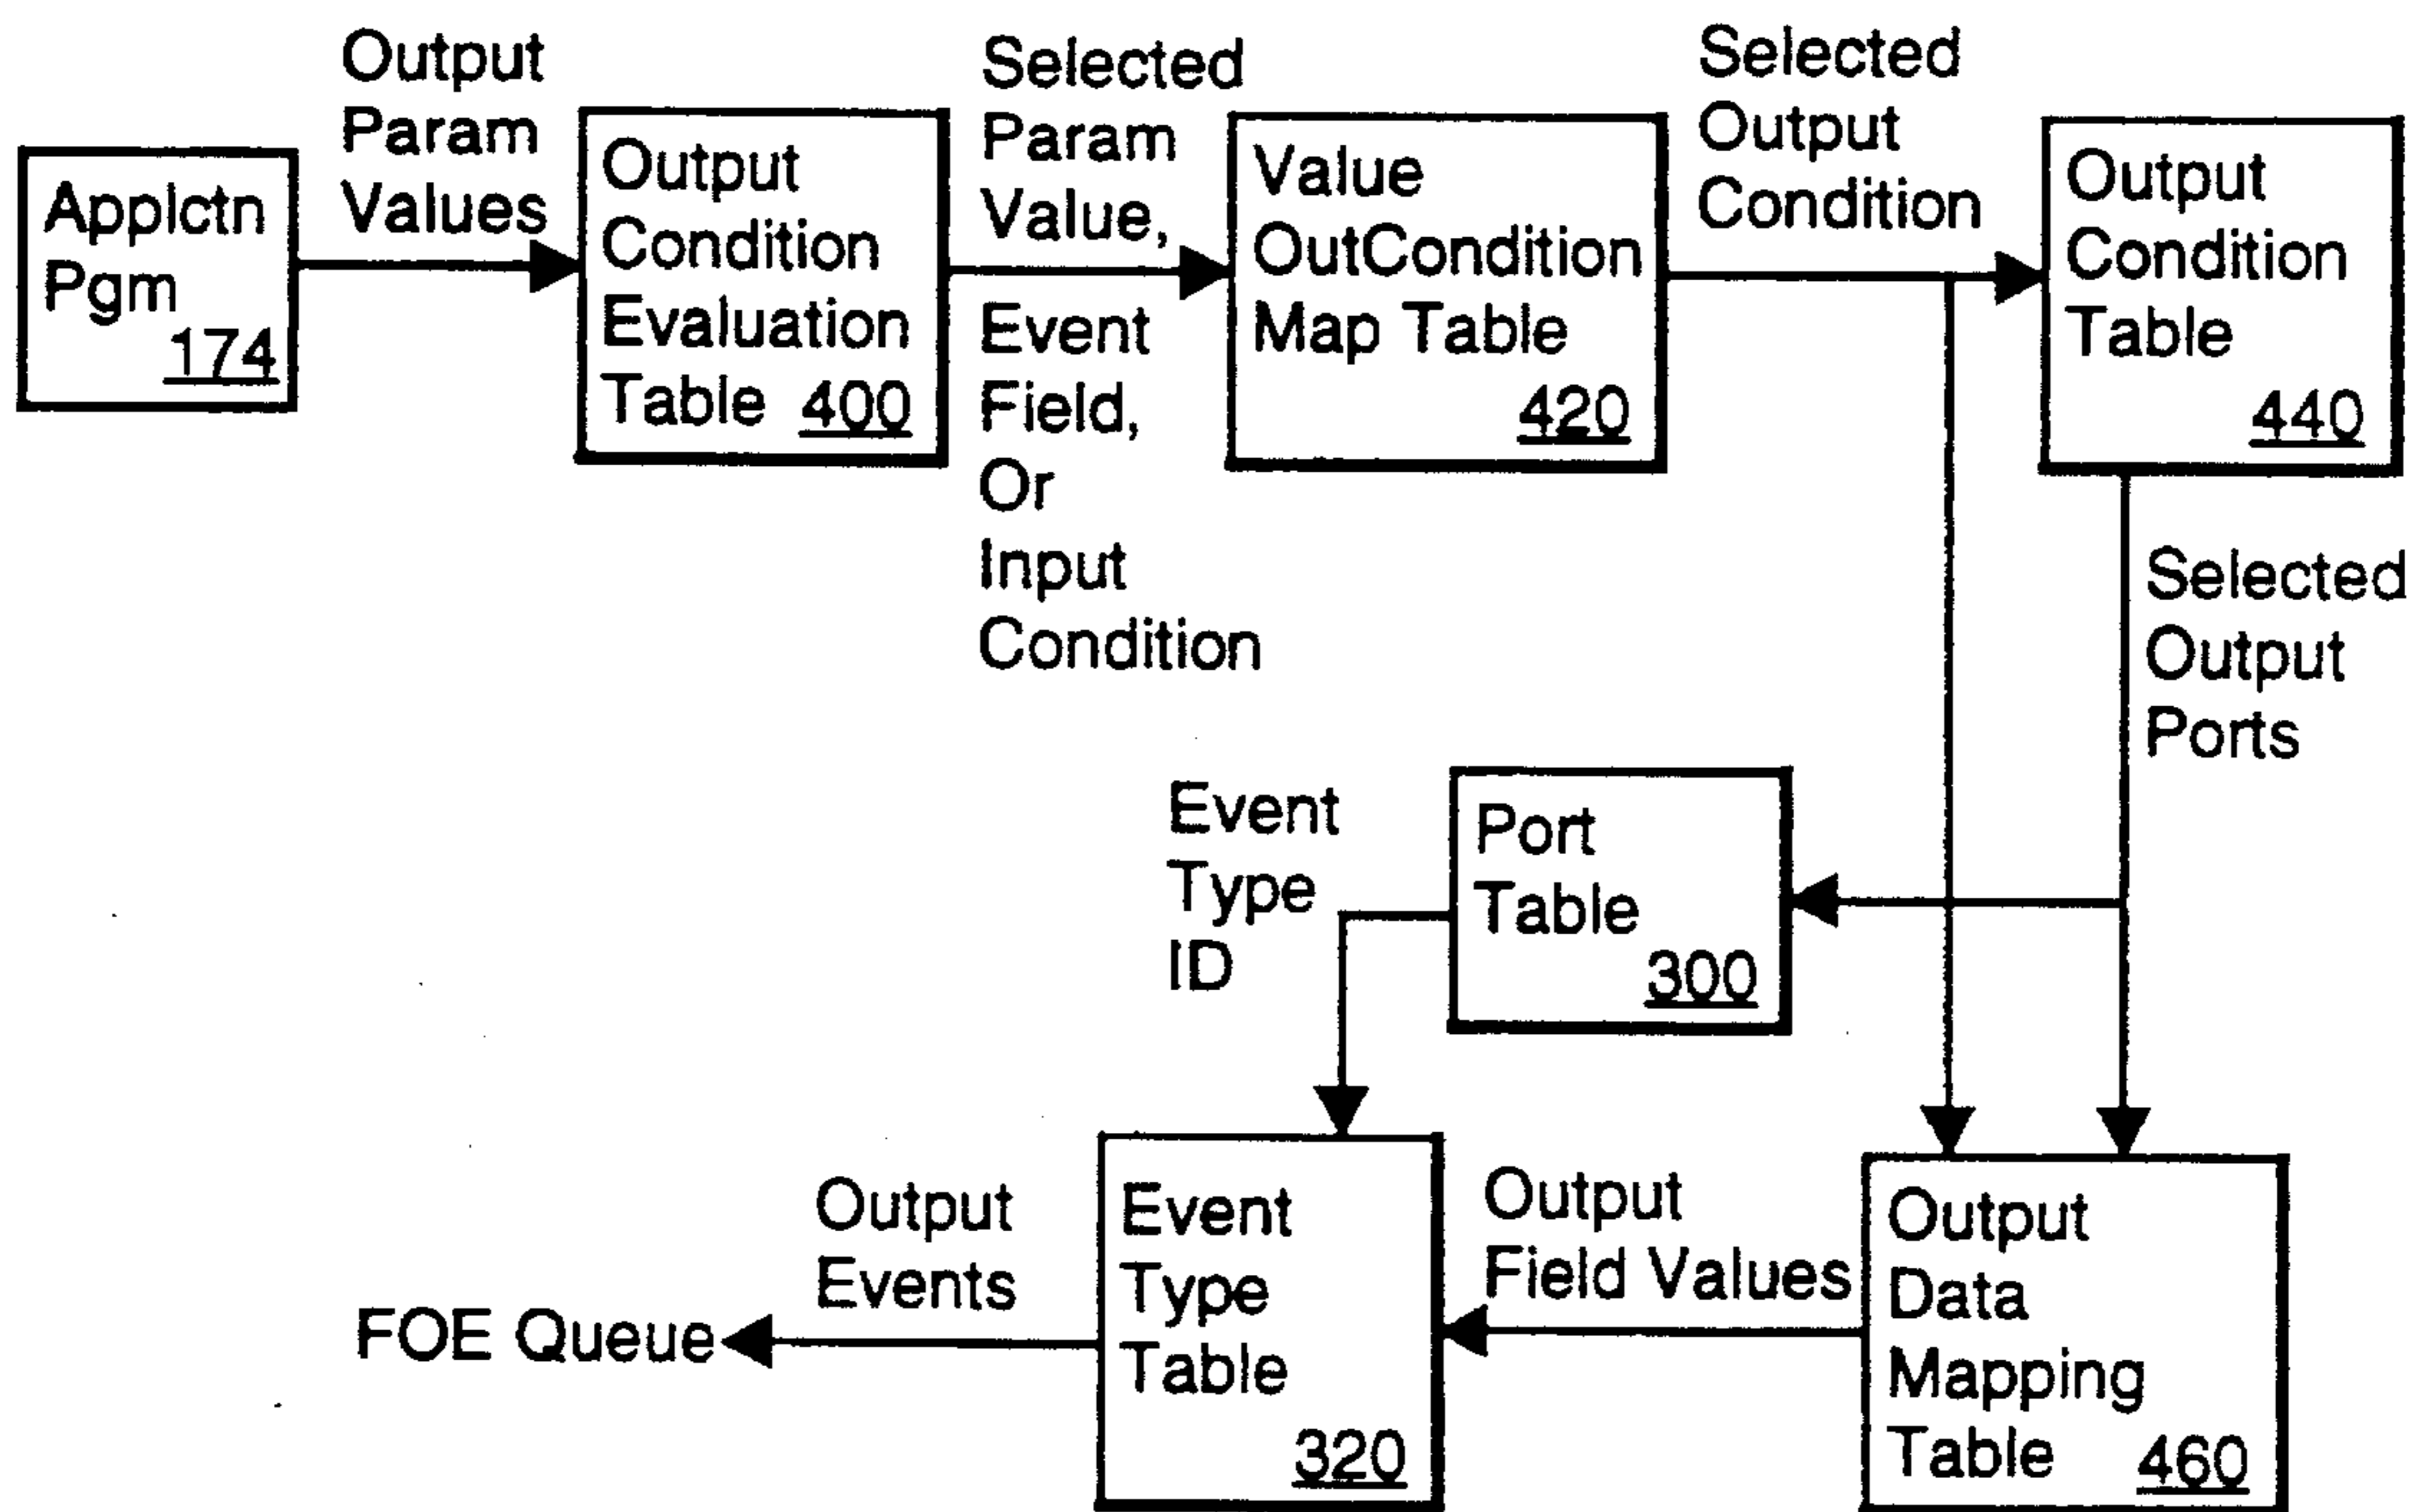 Applctn
Pgm
174
Output
Param
Values
Output
Condition
Evaluation
Table 400
Selected
Param
Value,
Event
Field,
Or
Input
Condition
Value
OutCondition
Map Table
420
Selected
Output
Condition
Output
Condition
Table
440
Selected
Output
Ports
Port
Table
300
Event
Type
ID
Event
Type
Table
320
Output
Field Values
Output
Data
Mapping
Table 460
Output
Events
FOE Queue